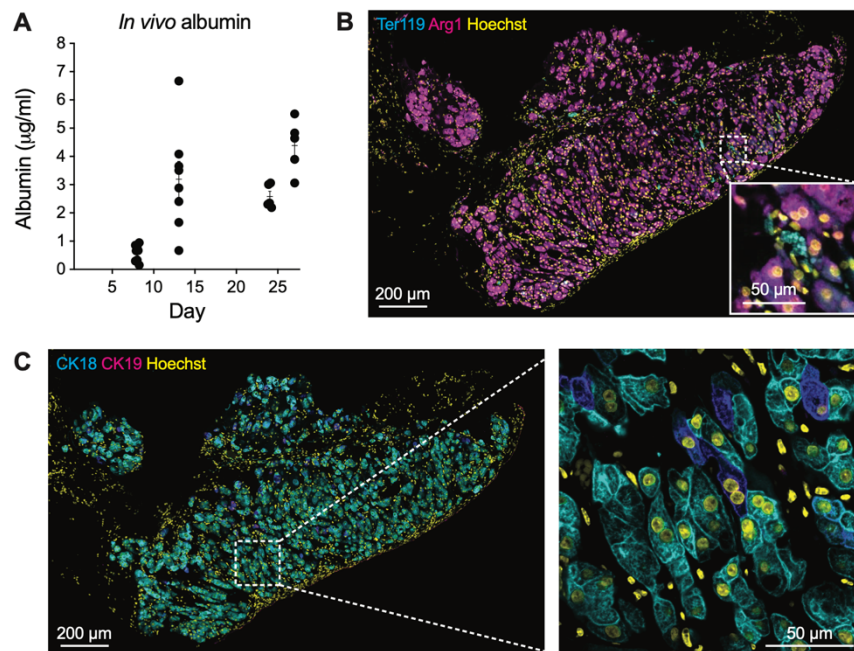 A
In vivo albumin
Albumin (µg/ml)
8
7
6
5
4
3
2
1
0
5 10 15 20 25
Day
B
Ter119 Arg1 Hoechst
200 µm
50 µm
C
CK18 CK19 Hoechst
200 µm
50 µm